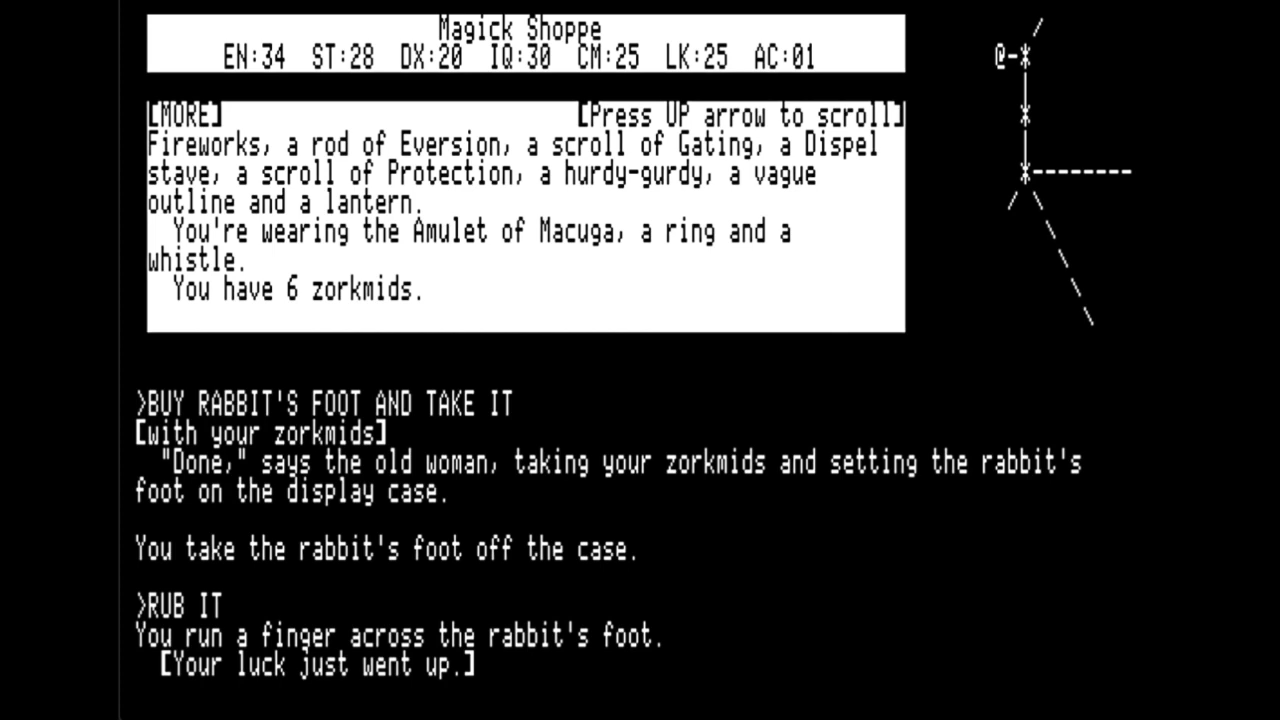 Magick Shoppe
EN:34 ST:28 DX:20 IQ:30 CM:25 LK:25 AC:01
[MORE] [Press UP arrow to scroll]
Fireworks, a rod of Eversion, a scroll of Gating, a Dispel
stave, a scroll of Protection, a hurdy-gurdy, a vague
outline and a lantern.
You're wearing the Amulet of Macuga, a ring and a
whistle.
You have 6 zorkmids.
>BUY RABBIT'S FOOT AND TAKE IT
[with your zorkmids]
"Done," says the old woman, taking your zorkmids and setting the rabbit's
foot on the display case.
You take the rabbit's foot off the case.
>RUB IT
You run a finger across the rabbit's foot.
[Your luck just went up.]